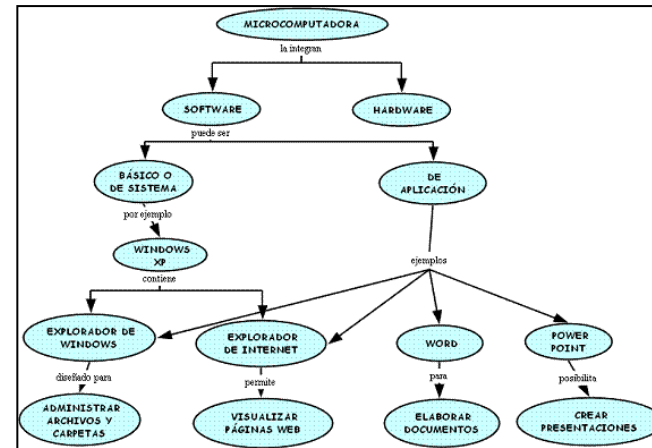 MICROCOMPUTADORA
la integran
SOFTWARE
HARDWARE
puede ser
BÁSICO O
DE SISTEMA
DE
APLICACIÓN
por ejemplo
WINDOWS
XP
contiene
ejemplos
EXPLORADOR DE
WINDOWS
EXPLORADOR
DE INTERNET
WORD
POWER
POINT
diseñado para
permite
para
posibilita
ADMINISTRAR
ARCHIVOS Y
CARPETAS
VISUALIZAR
PÁGINAS WEB
ELABORAR
DOCUMENTOS
CREAR
PRESENTACIONES